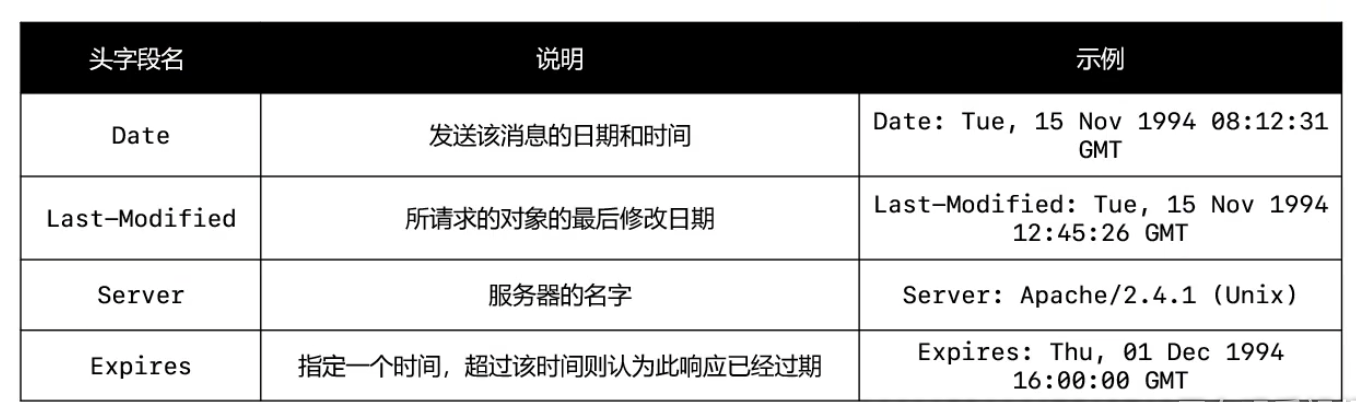 头字段名 说明 示例
Date 发送该消息的日期和时间 Date: Tue, 15 Nov 1994 08:12:31
GMT
Last-Modified 所请求的对象的最后修改日期 Last-Modified: Tue, 15 Nov 1994
12:45:26 GMT
Server 服务器的名字 Server: Apache/2.4.1 (Unix)
Expires 指定一个时间，超过该时间则认为此响应已经过期 Expires: Thu, 01 Dec 1994
16:00:00 GMT